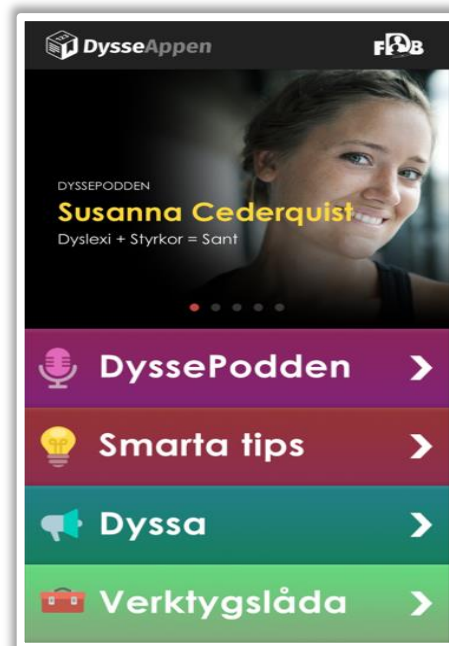 DysseAppen
FDB
DYSSEPODDEN
Susanna Cederquist
Dyslexi + Styrkor = Sant
DyssePodden
Smarta tips
Dyssa
Verktygslåda